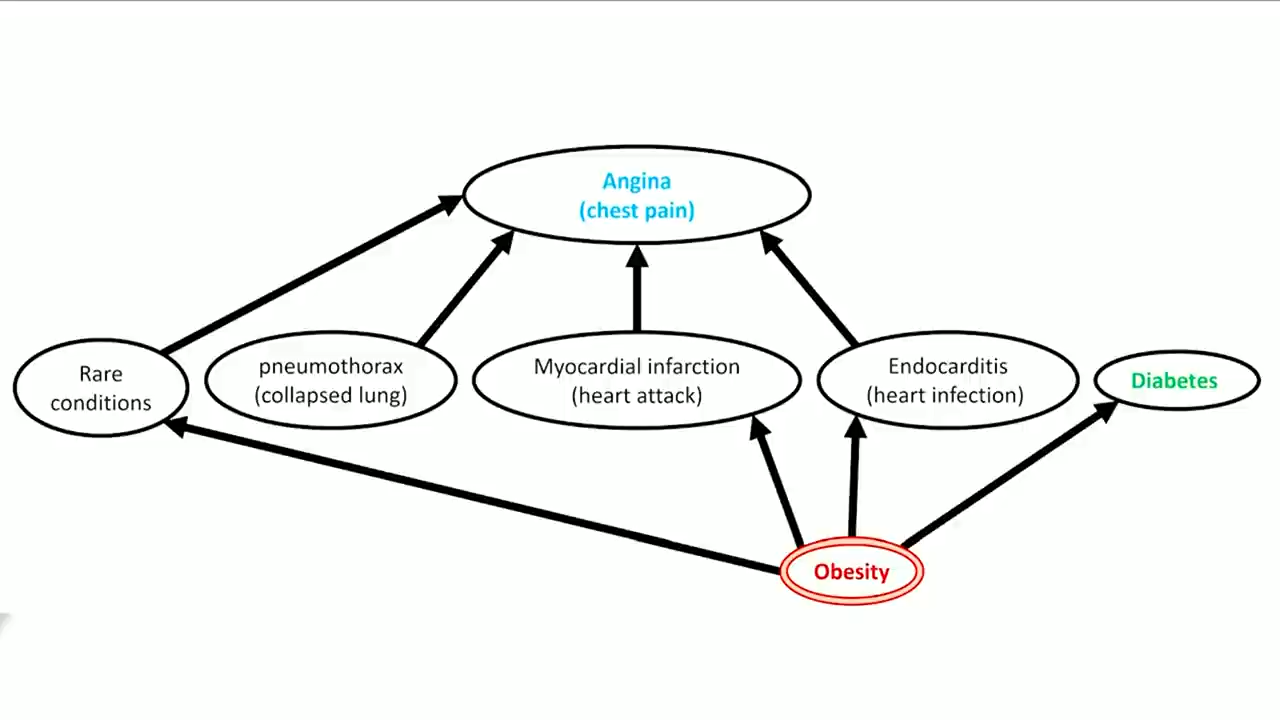 Angina
(chest pain)
Rare
conditions
pneumothorax
(collapsed lung)
Myocardial infarction
(heart attack)
Endocarditis
(heart infection)
Diabetes
Obesity